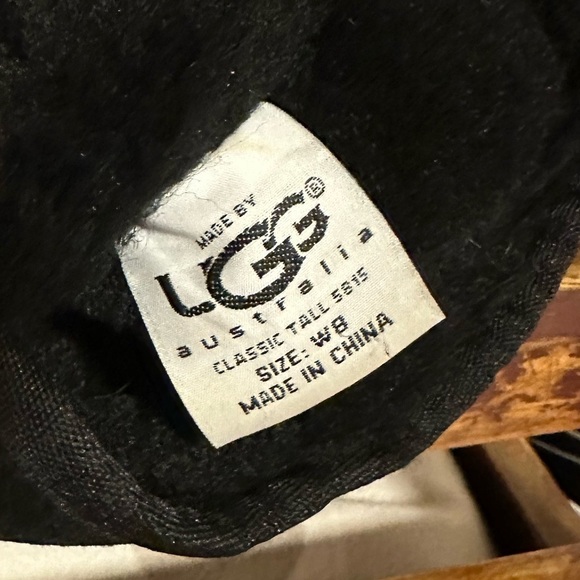 MADE BY
UGG®
australia
CLASSIC TALL 5815
SIZE: W8
MADE IN CHINA